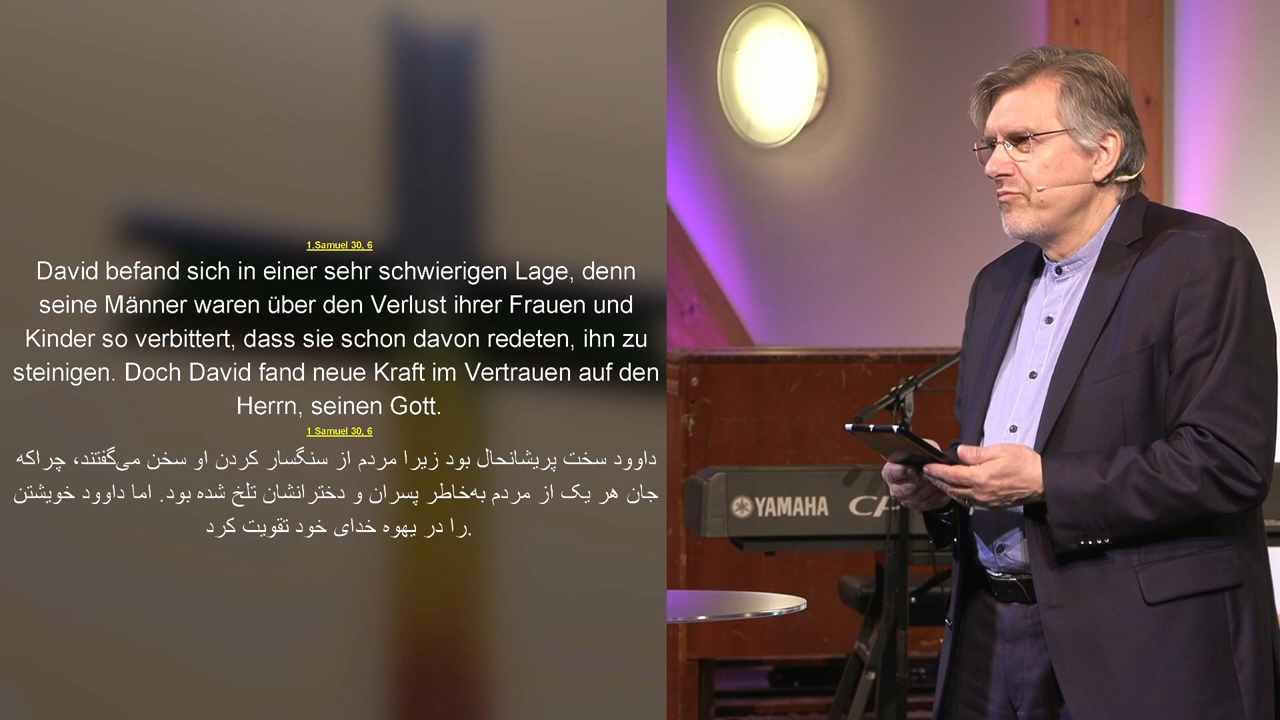 1.Samuel 30, 6
David befand sich in einer sehr schwierigen Lage, denn
seine Männer waren über den Verlust ihrer Frauen und
Kinder so verbittert, dass sie schon davon redeten, ihn zu
steinigen. Doch David fand neue Kraft im Vertrauen auf den
Herrn, seinen Gott.
1 Samuel 30, 6
داوود سخت پریشانحال بود زیرا مردم از سنگسار کردن او سخن می‌گفتند، چراکه
جان هر یک از مردم به‌خاطر پسران و دخترانشان تلخ شده بود. اما داوود خویشتن
را در یهوه خدای خود تقویت کرد.
YAMAHA